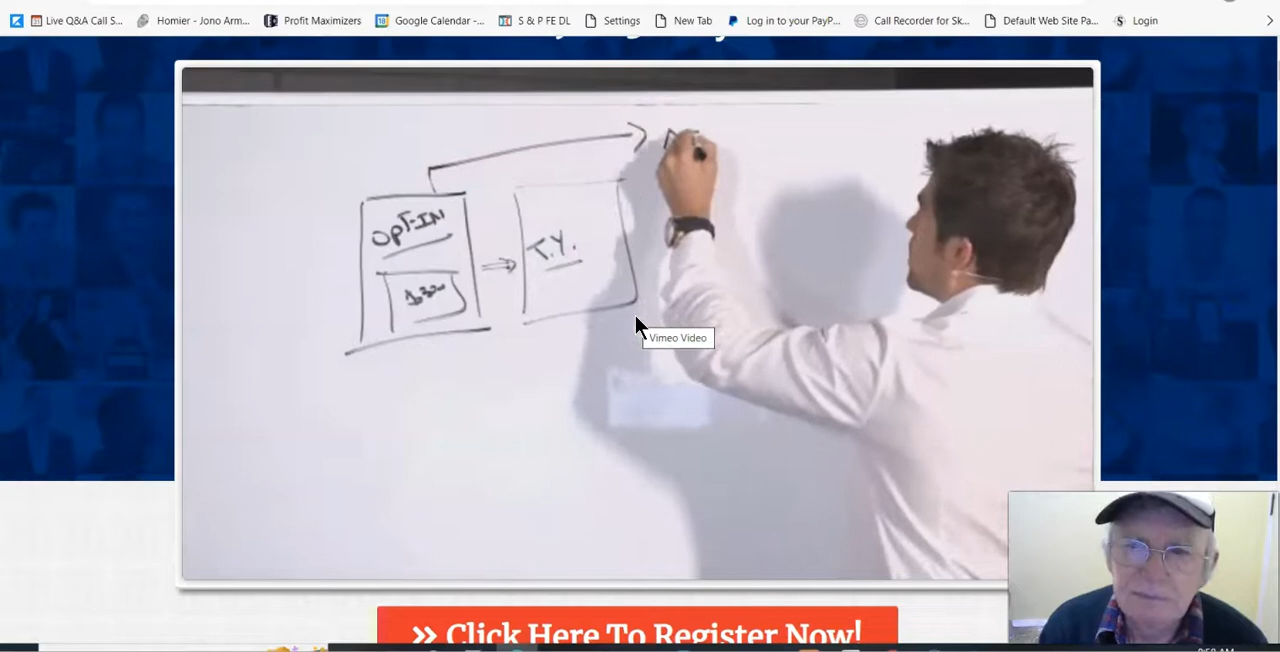 Live Q&A Call S...
Homier - Jono Arm...
Profit Maximizers
Google Calendar -...
S & P FE DL
Settings
New Tab
Log in to your PayP...
Call Recorder for Sk...
Default Web Site Pa...
Login
OPT-IN
T.Y.
Vimeo Video
>> Click Here To Register Now!